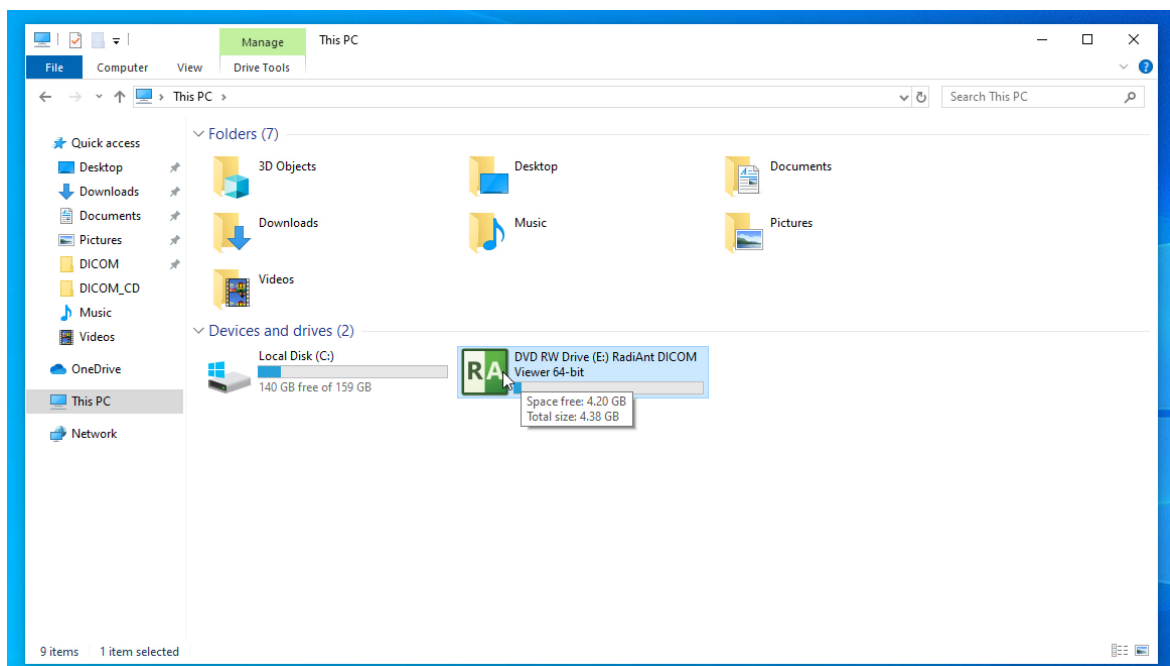 Manage This PC
File Computer View Drive Tools
This PC
Search This PC
Quick access
Desktop
Downloads
Documents
Pictures
DICOM
DICOM_CD
Music
Videos
OneDrive
This PC
Network
Folders (7)
3D Objects
Desktop
Documents
Downloads
Music
Pictures
Videos
Devices and drives (2)
Local Disk (C:)
140 GB free of 159 GB
RA
DVD RW Drive (E:) RadiAnt DICOM
Viewer 64-bit
Space free: 4.20 GB
Total size: 4.38 GB
9 items 1 item selected